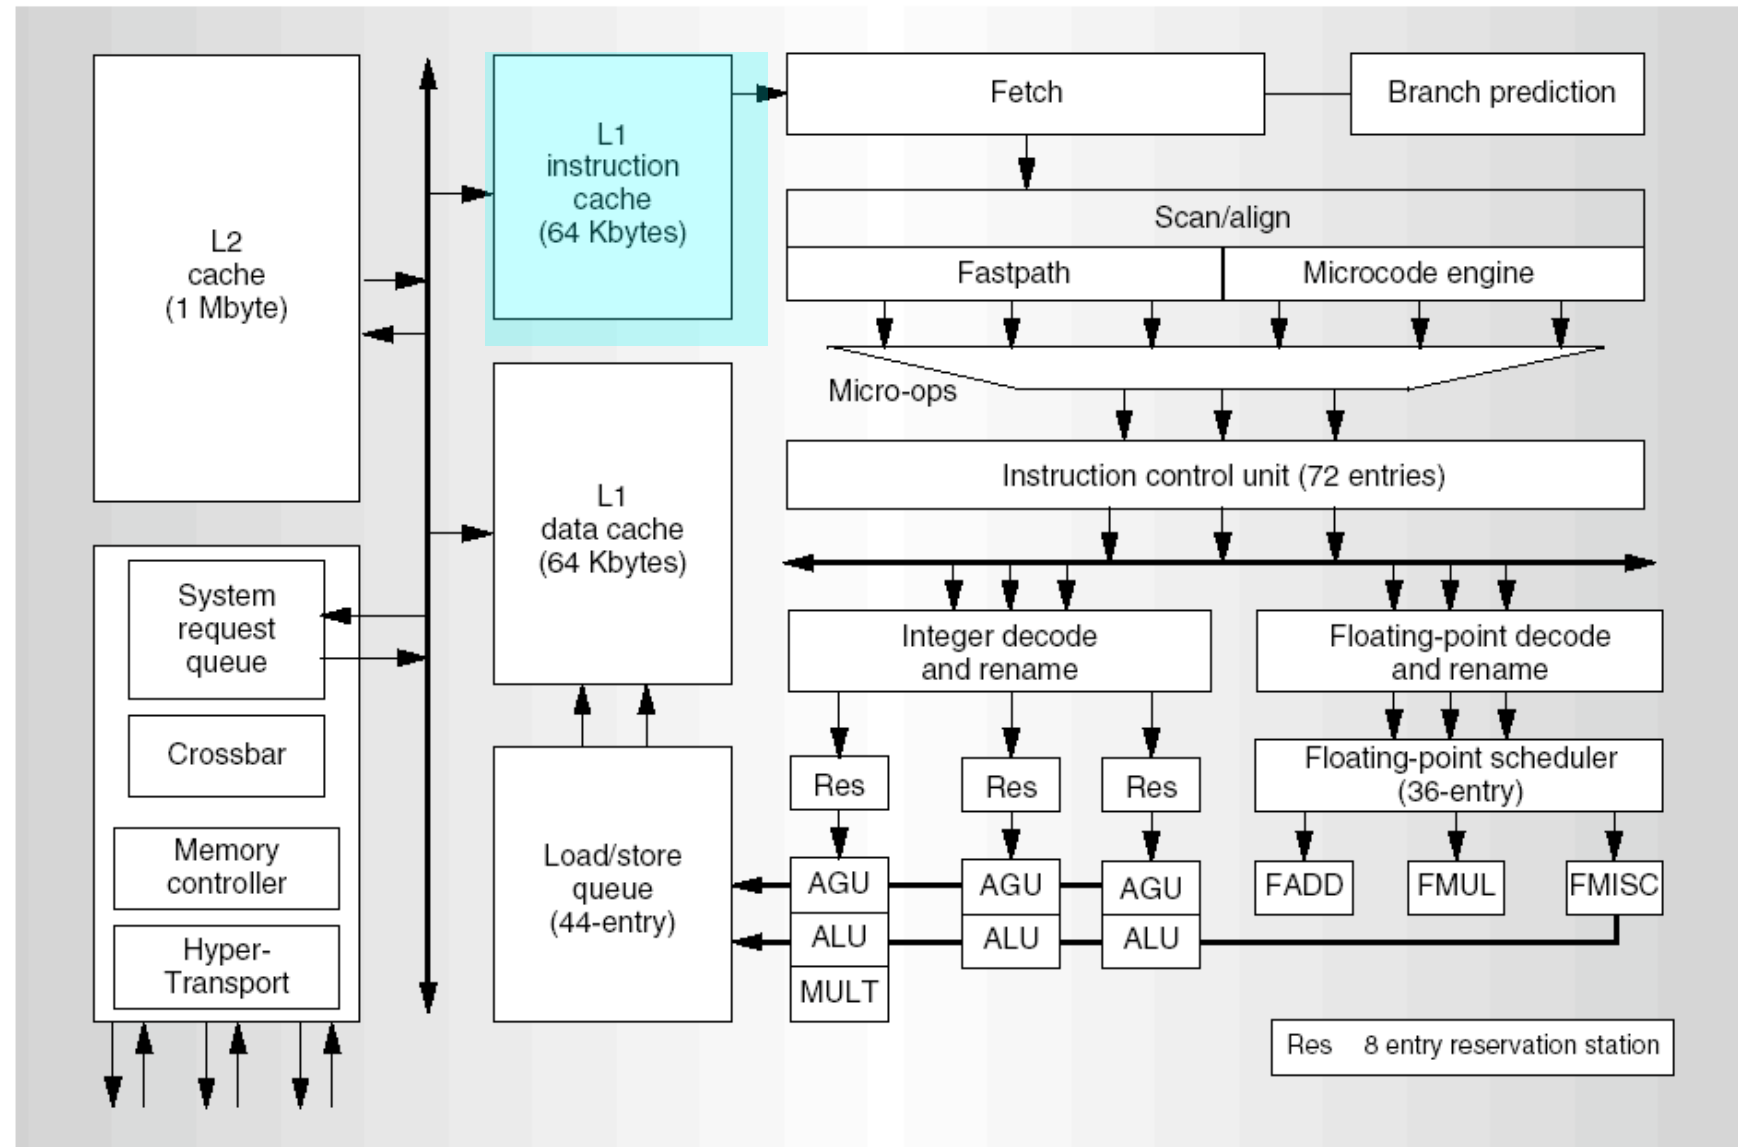 L2
cache
(1 Mbyte)
System
request
queue
Crossbar
Memory
controller
Hyper-
Transport
L1
instruction
cache
(64 Kbytes)
L1
data cache
(64 Kbytes)
Load/store
queue
(44-entry)
Fetch
Branch prediction
Scan/align
Fastpath
Microcode engine
Micro-ops
Instruction control unit (72 entries)
Integer decode
and rename
Floating-point decode
and rename
Res
Res
Res
Floating-point scheduler
(36-entry)
AGU
AGU
AGU
FADD
FMUL
FMISC
ALU
ALU
ALU
MULT
Res 8 entry reservation station